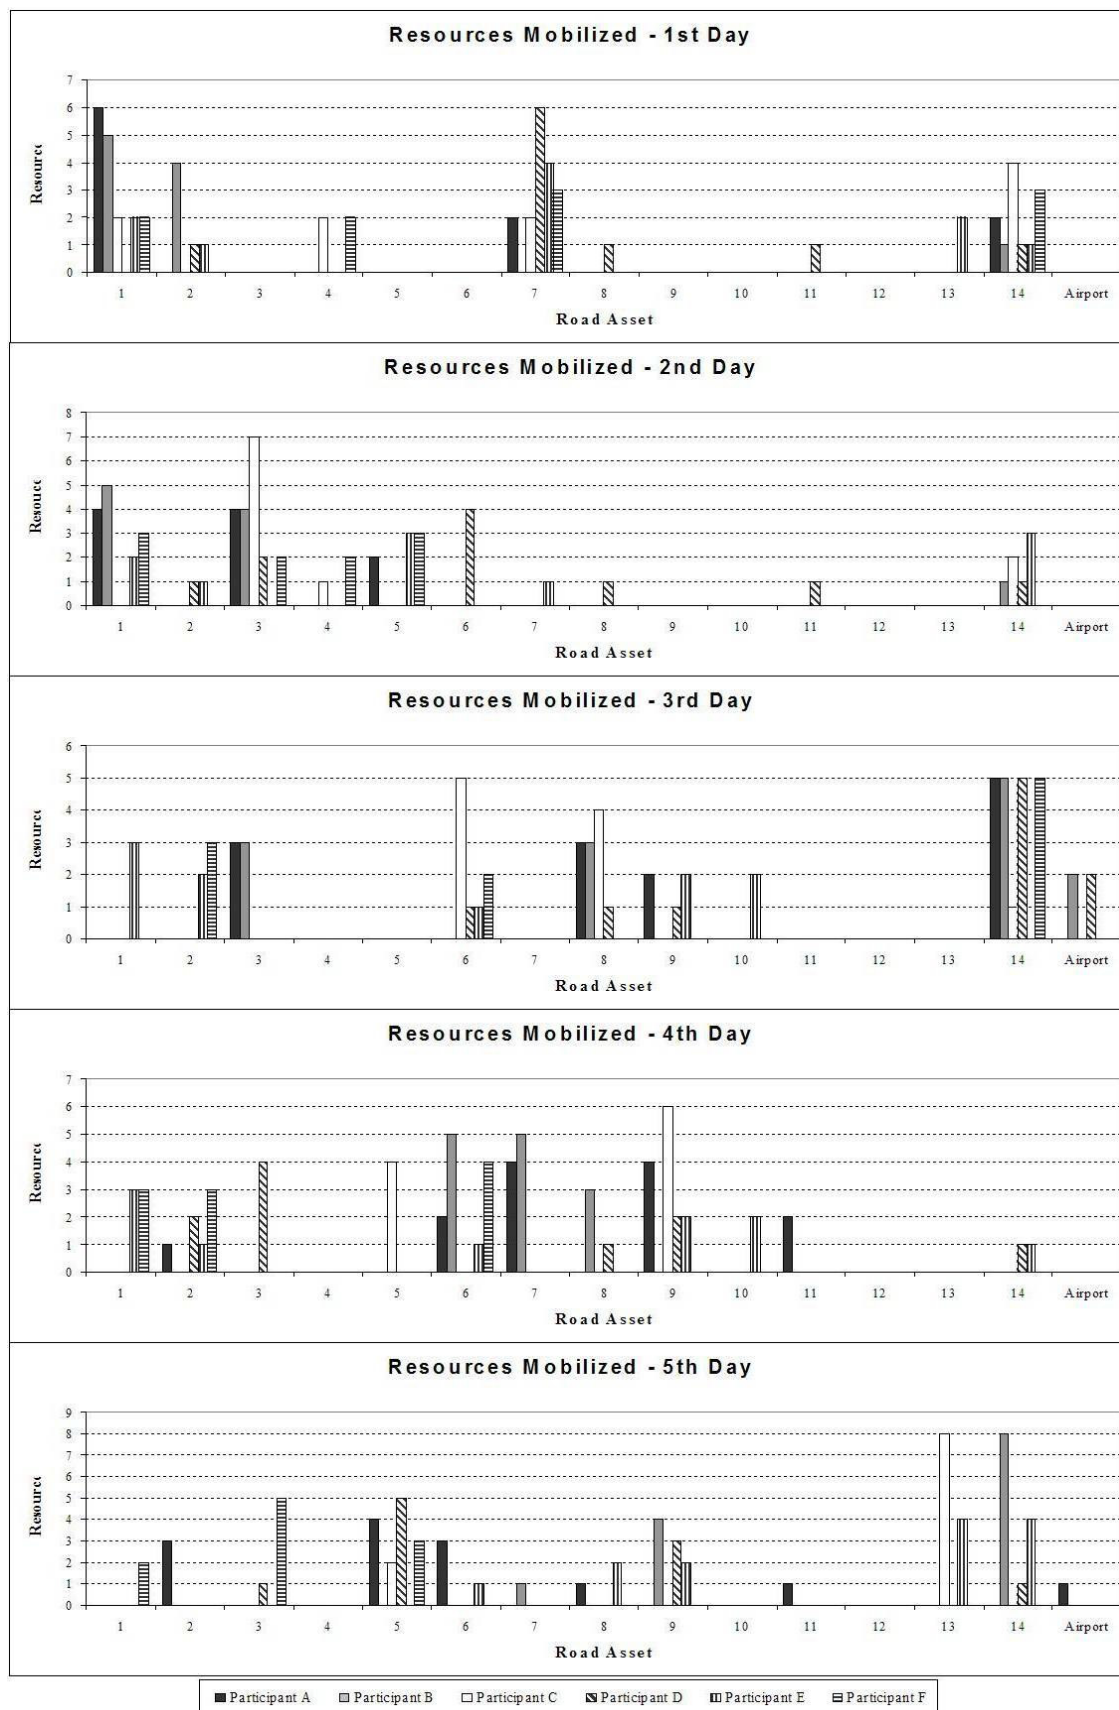 Resources Mobilized - 1st Day
7
6
5
4
3
2
1
0
Resource
1 2 3 4 5 6 7 8 9 10 11 12 13 14 Airport
Road Asset
Resources Mobilized - 2nd Day
8
7
6
5
4
3
2
1
0
Resouce
1 2 3 4 5 6 7 8 9 10 11 12 13 14 Airport
Road Asset
Resources Mobilized - 3rd Day
6
5
4
3
2
1
0
Resource
1 2 3 4 5 6 7 8 9 10 11 12 13 14 Airport
Road Asset
Resources Mobilized - 4th Day
7
6
5
4
3
2
1
0
Resource
1 2 3 4 5 6 7 8 9 10 11 12 13 14 Airport
Road Asset
Resources Mobilized - 5th Day
9
8
7
6
5
4
3
2
1
0
Resource
1 2 3 4 5 6 7 8 9 10 11 12 13 14 Airport
Road Asset
Participant A Participant B Participant C Participant D Participant E Participant F